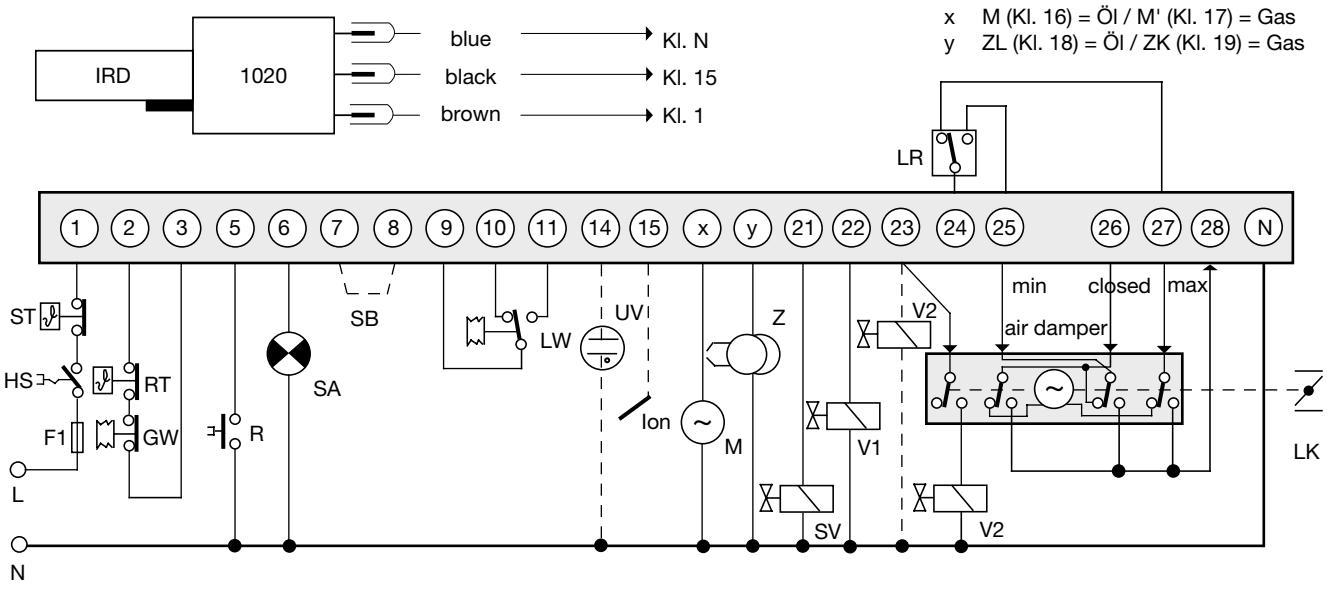 x M (Kl. 16) = Öl / M' (Kl. 17) = Gas
y ZL (Kl. 18) = Öl / ZK (Kl. 19) = Gas
IRD 1020
blue Kl. N
black Kl. 15
brown Kl. 1
LR
1 2 3 5 6 7 8 9 10 11 14 15 x y 21 22 23 24 25 26 27 28 N
min closed max
air damper
ST
HS
F1
L
N
RT
GW
R
SA
SB
LW
UV
Ion
M
~
Z
SV
V1
V2
V2
~
LK